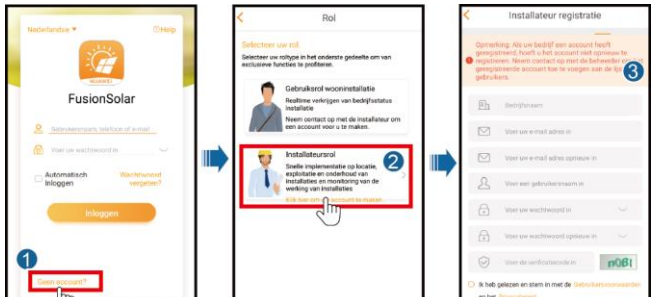 Nederlandse ▼
Help
FusionSolar
Gebruikersnaam, telefoon of e-mail
Voer uw wachtwoord in
Automatisch
Inloggen
Wachtwoord
vergeten?
Inloggen
1
Geen account?
Rol
Selecteer uw rol
Selecteer uw roltype in het onderste gedeelte om van
exclusieve functies te profiteren.
Gebruikersrol wooninstallatie
Realtime verkrijgen van bedrijfsstatus
installatie
Neem contact op met de installateur om
een account voor u te maken.
2
Installateursrol
Snelle implementatie op locatie,
exploitatie en onderhoud van
installaties en monitoring van de
werking van installaties
Klik hier om een account te maken
Installateur registratie
Opmerking: Als uw bedrijf een account heeft
geregistreerd, hoeft u het account niet opnieuw te
registreren. Neem contact op met de beheerder om het
geregistreerde account toe te voegen aan de lijst
gebruikers.
3
Bedrijfsnaam
Voer uw e-mail adres in
Voer uw e-mail adres opnieuw in
Voer een gebruikersnaam in
Voer uw wachtwoord in
Voer uw wachtwoord opnieuw in
Voer de verificatiecode in
n0BI
Ik heb gelezen en stem in met de Gebruikersvoorwaarden
en het